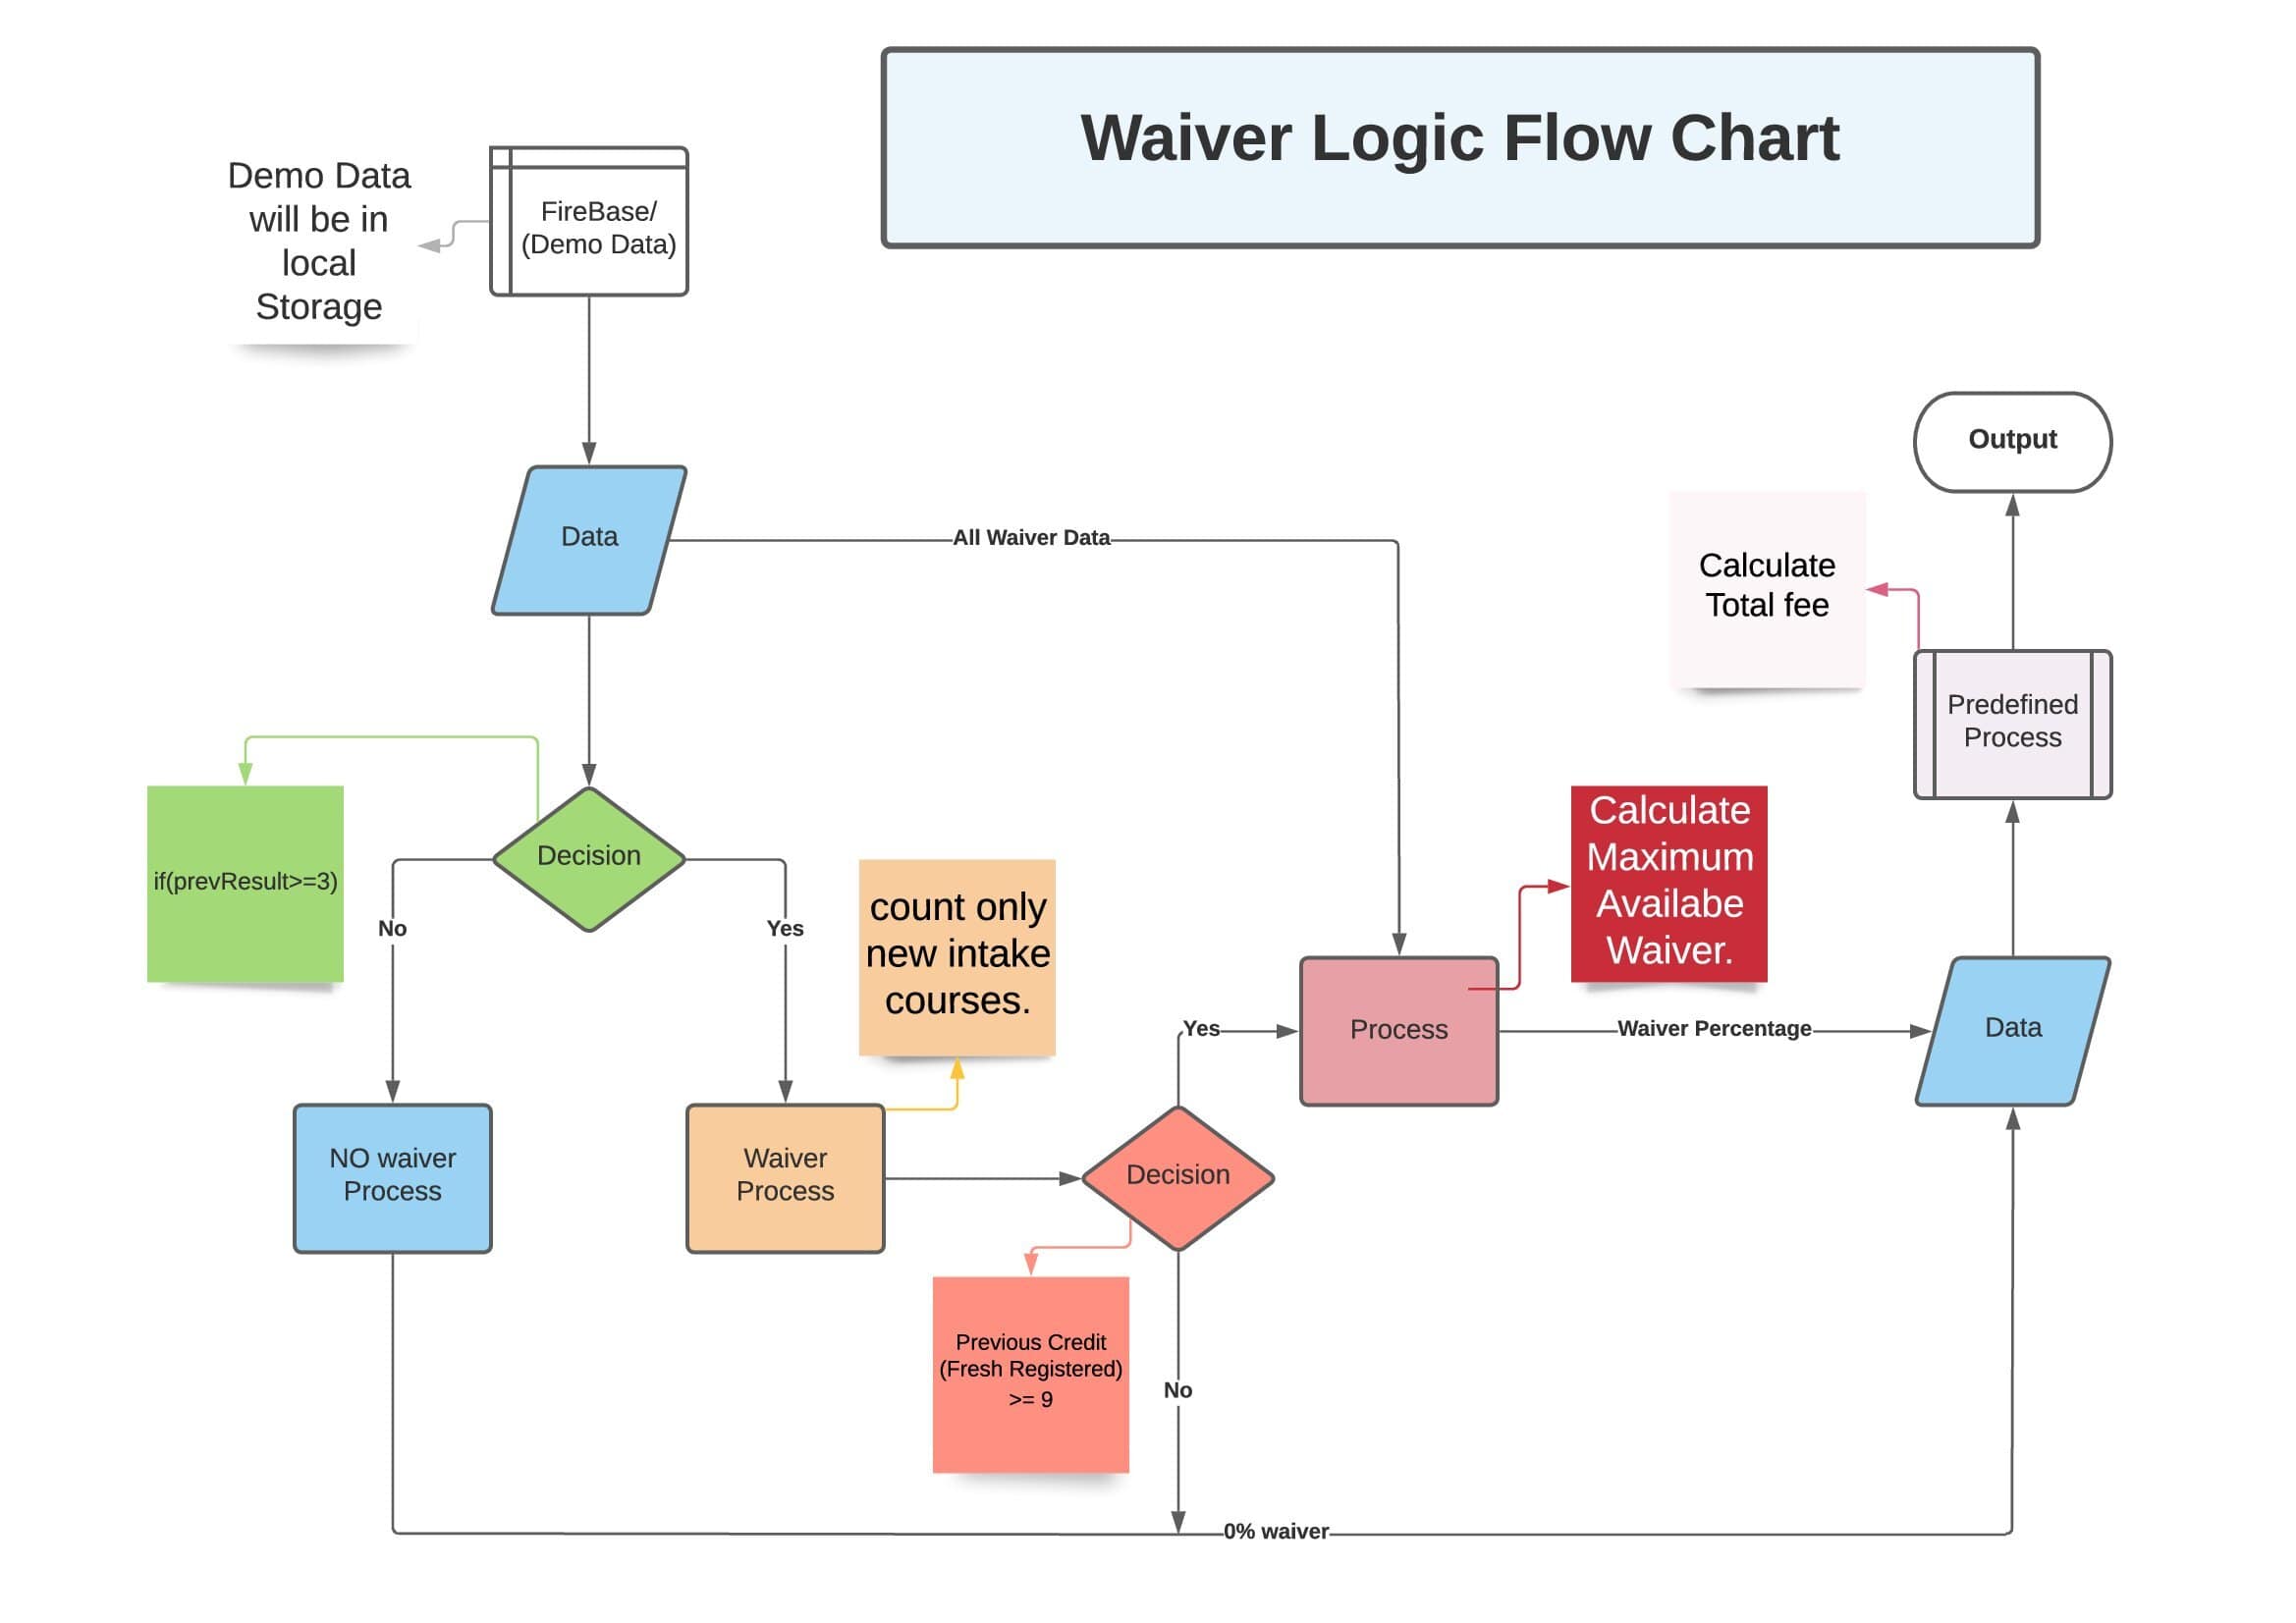 Waiver Logic Flow Chart
Demo Data
will be in
local
Storage
FireBase/
(Demo Data)
Data
All Waiver Data
Output
Calculate
Total fee
Predefined
Process
if(prevResult>=3)
Decision
No
Yes
count only
new intake
courses.
Calculate
Maximum
Availabe
Waiver.
Yes
Process
Waiver Percentage
Data
NO waiver
Process
Waiver
Process
Decision
Previous Credit
(Fresh Registered)
>= 9
No
0% waiver